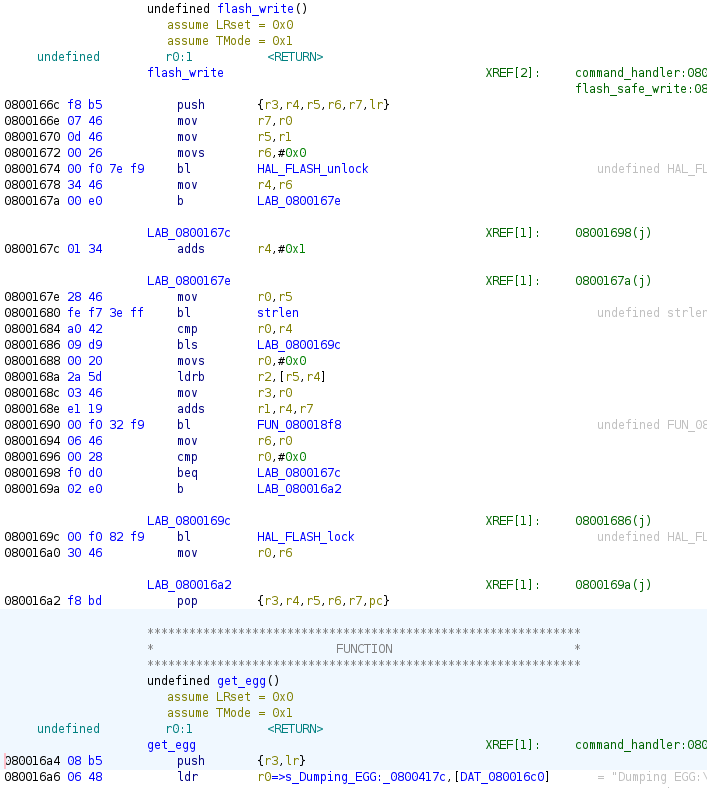 undefined flash_write()
assume LRset = 0x0
assume TMode = 0x1
undefined r0:1 <RETURN>
flash_write XREF[2]: command_handler:080
flash_safe_write:08
0800166c f8 b5 push {r3,r4,r5,r6,r7,lr}
0800166e 07 46 mov r7,r0
08001670 0d 46 mov r5,r1
08001672 00 26 movs r6,#0x0
08001674 00 f0 7e f9 bl HAL_FLASH_unlock undefined HAL_FL
08001678 34 46 mov r4,r6
0800167a 00 e0 b LAB_0800167e
LAB_0800167c XREF[1]: 08001698(j)
0800167c 01 34 adds r4,#0x1
LAB_0800167e XREF[1]: 0800167a(j)
0800167e 28 46 mov r0,r5
08001680 fe f7 3e ff bl strlen undefined strlen
08001684 a0 42 cmp r0,r4
08001686 09 d9 bls LAB_0800169c
08001688 00 20 movs r0,#0x0
0800168a 2a 5d ldrb r2,[r5,r4]
0800168c 03 46 mov r3,r0
0800168e e1 19 adds r1,r4,r7
08001690 00 f0 32 f9 bl FUN_080018f8 undefined FUN_08
08001694 06 46 mov r6,r0
08001696 00 28 cmp r0,#0x0
08001698 f0 d0 beq LAB_0800167c
0800169a 02 e0 b LAB_080016a2
LAB_0800169c XREF[1]: 08001686(j)
0800169c 00 f0 82 f9 bl HAL_FLASH_lock undefined HAL_FL
080016a0 30 46 mov r0,r6
LAB_080016a2 XREF[1]: 0800169a(j)
080016a2 f8 bd pop {r3,r4,r5,r6,r7,pc}
**************************************************************
* FUNCTION *
**************************************************************
undefined get_egg()
assume LRset = 0x0
assume TMode = 0x1
undefined r0:1 <RETURN>
get_egg XREF[1]: command_handler:080
080016a4 08 b5 push {r3,lr}
080016a6 06 48 ldr r0=>s_Dumping_EGG:_0800417c,[DAT_080016c0] = "Dumping EGG:\